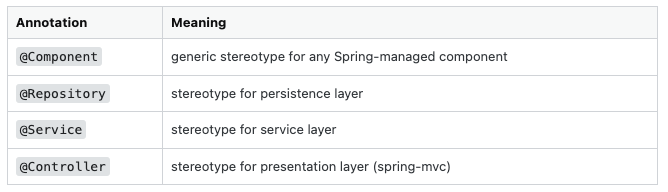 Annotation Meaning
@Component generic stereotype for any Spring-managed component
@Repository stereotype for persistence layer
@Service stereotype for service layer
@Controller stereotype for presentation layer (spring-mvc)